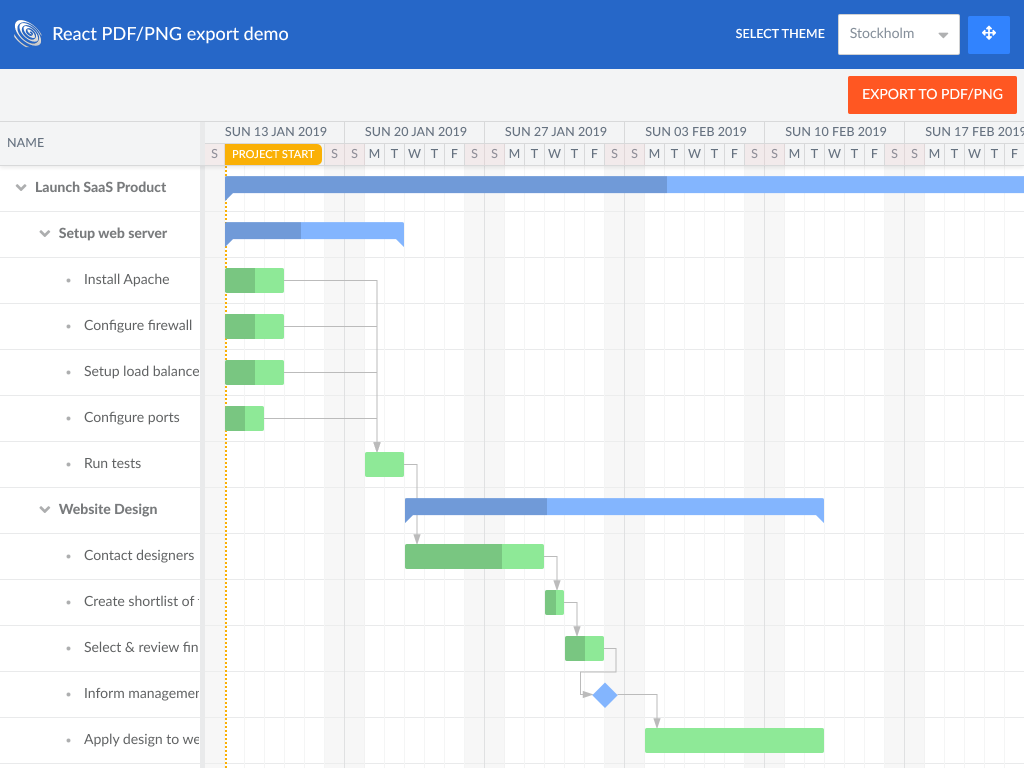 React PDF/PNG export demo
SELECT THEME
Stockholm
EXPORT TO PDF/PNG
NAME
SUN 13 JAN 2019 SUN 20 JAN 2019 SUN 27 JAN 2019 SUN 03 FEB 2019 SUN 10 FEB 2019 SUN 17 FEB 2019
S PROJECT START S S M T W T F S S M T W T F S S M T W T F S S M T W T F S S M T W T F
Launch SaaS Product
Setup web server
Install Apache
Configure firewall
Setup load balance
Configure ports
Run tests
Website Design
Contact designers
Create shortlist of
Select & review fin
Inform managemen
Apply design to we